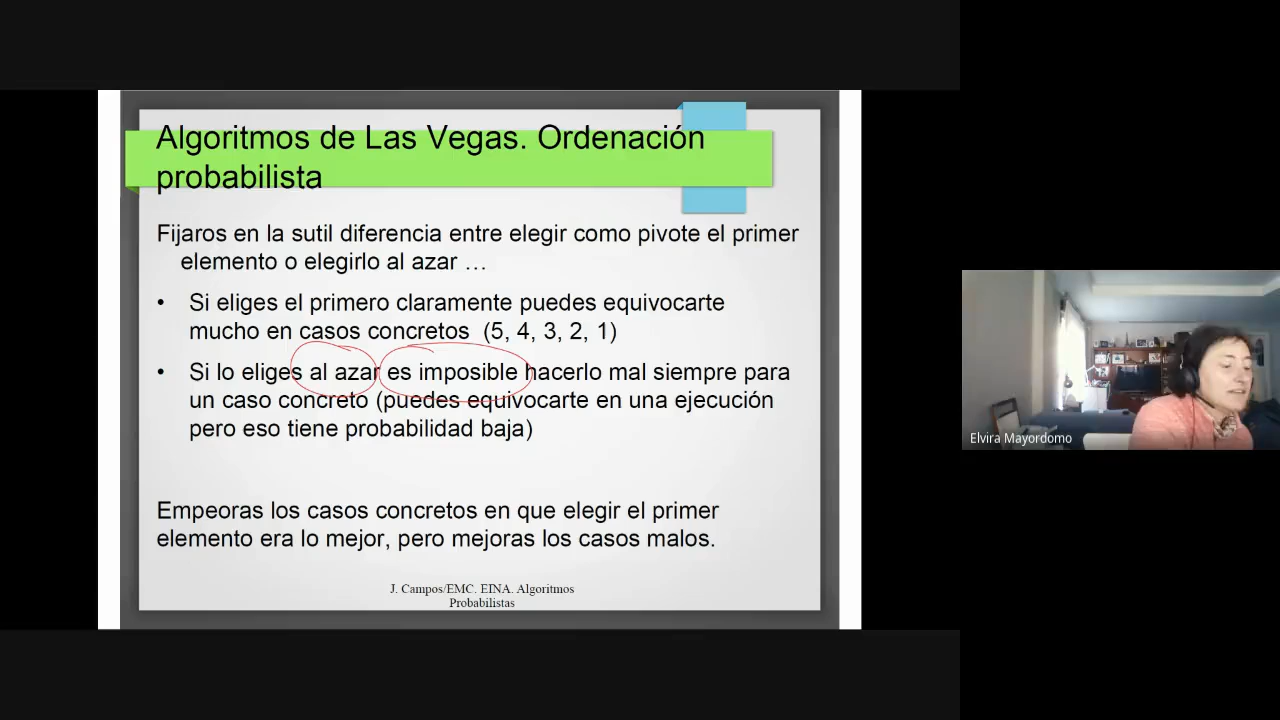 Algoritmos de Las Vegas. Ordenación
probabilista
Fijaros en la sutil diferencia entre elegir como pivote el primer
elemento o elegirlo al azar …
• Si eliges el primero claramente puedes equivocarte
mucho en casos concretos (5, 4, 3, 2, 1)
• Si lo eliges al azar es imposible hacerlo mal siempre para
un caso concreto (puedes equivocarte en una ejecución
pero eso tiene probabilidad baja)
Empeoras los casos concretos en que elegir el primer
elemento era lo mejor, pero mejoras los casos malos.
J. Campos/EMC. EINA. Algoritmos
Probabilistas
Elvira Mayordomo